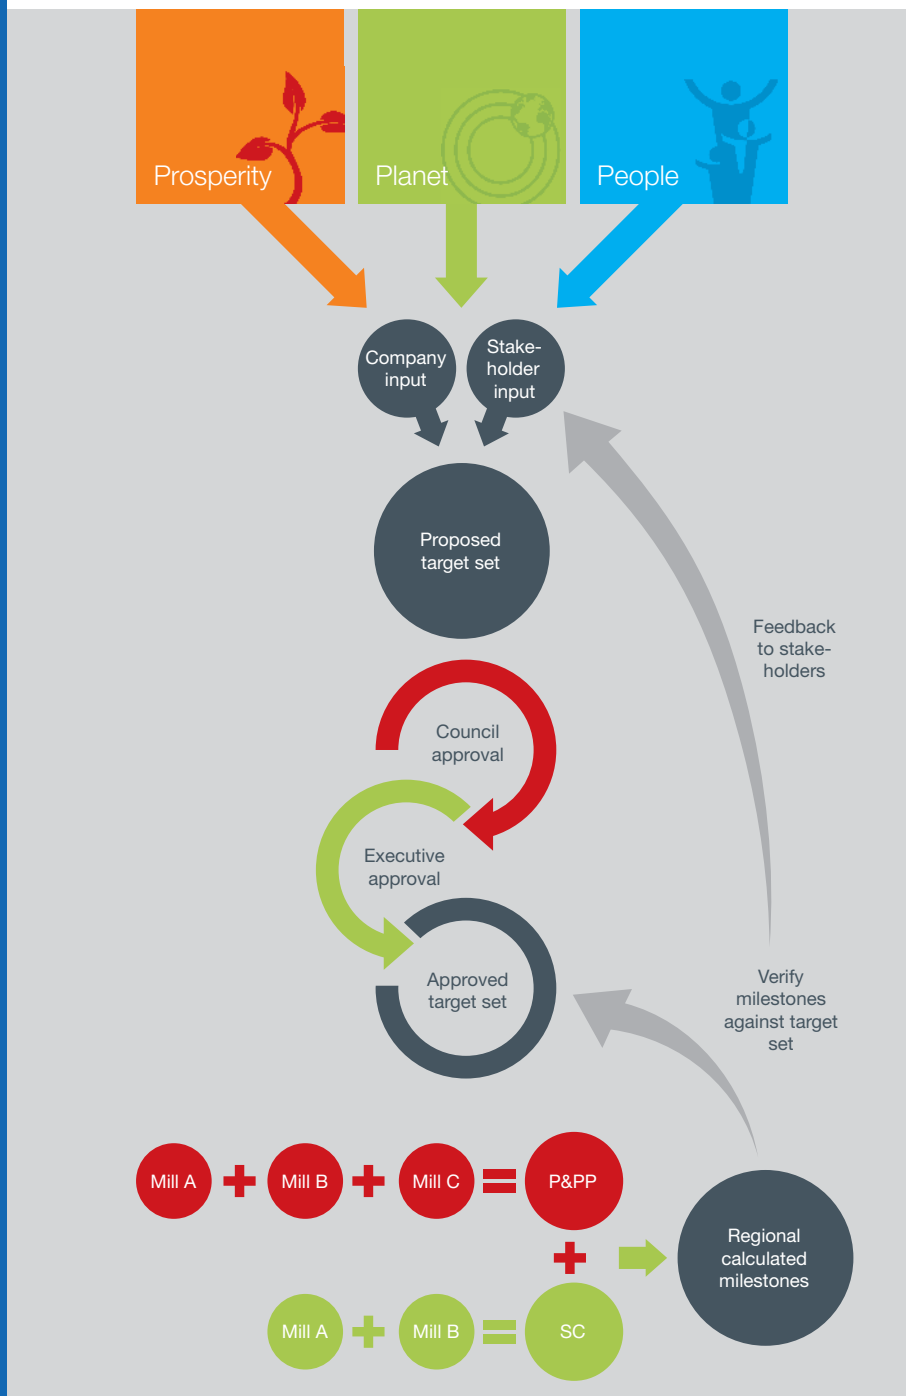 Prosperity
Planet
People
Company
input
Stake-
holder
input
Proposed
target set
Feedback
to stake-
holders
Council
approval
Executive
approval
Approved
target set
Verify
milestones
against target
set
Mill A
Mill B
Mill C
P&PP
Regional
calculated
milestones
Mill A
Mill B
SC